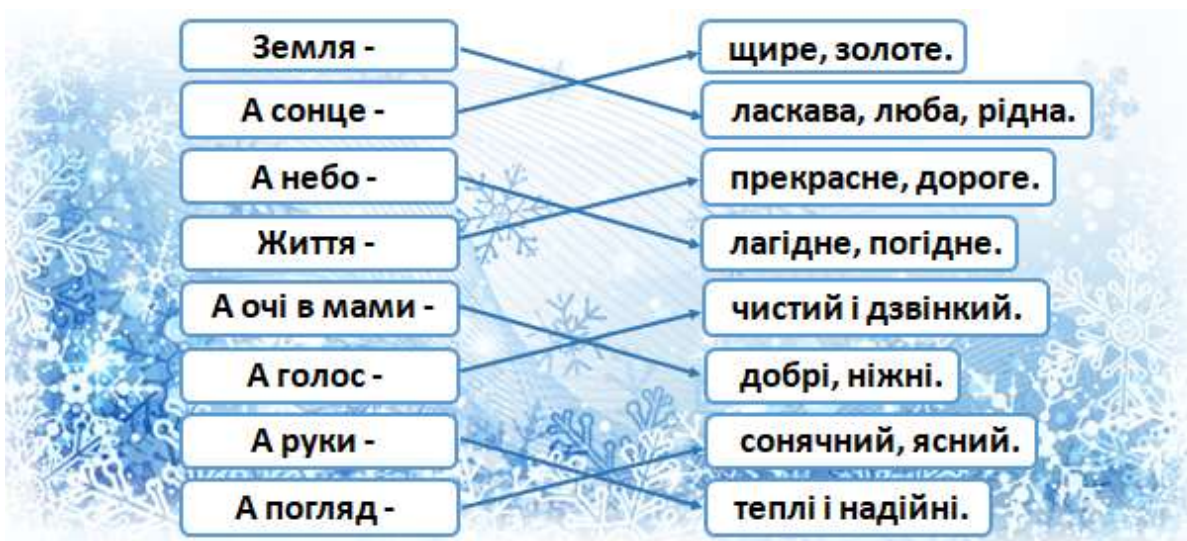 Земля - щире, золоте.
А сонце - ласкава, люба, рідна.
А небо - прекрасне, дороге.
Життя - лагідне, погідне.
А очі в мами - чистий і дзвінкий.
А голос - добрі, ніжні.
А руки - сонячний, ясний.
А погляд - теплі і надійні.